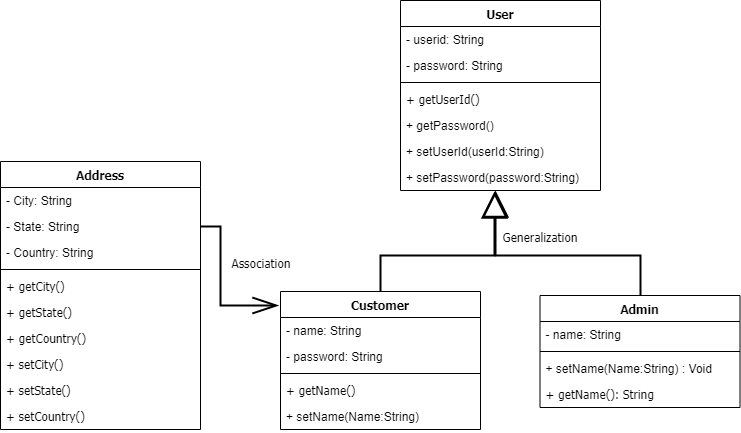 User
- userid: String
- password: String
+ getUserId()
+ getPassword()
+ setUserId(userId:String)
+ setPassword(password:String)
Generalization
Address
- City: String
- State: String
- Country: String
+ getCity()
+ getState()
+ getCountry()
+ setCity()
+ setState()
+ setCountry()
Association
Customer
- name: String
- password: String
+ getName()
+ setName(Name:String)
Admin
- name: String
+ setName(Name:String) : Void
+ getName(): String